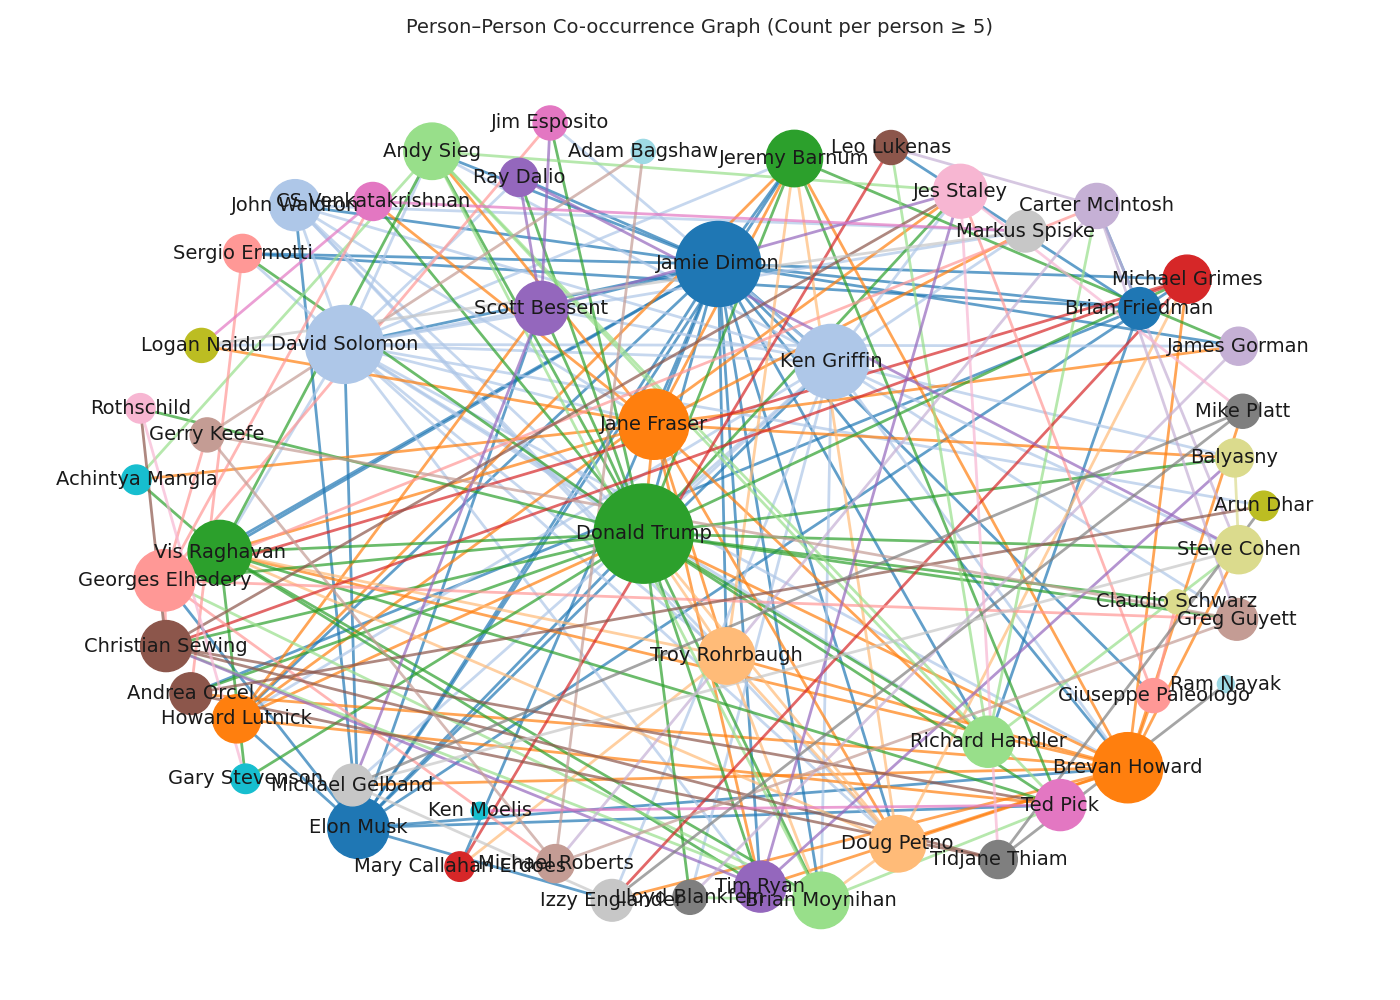 Person–Person Co-occurrence Graph (Count per person ≥ 5)
Jim Esposito
Andy Sieg
Adam Bagshaw
Jeremy Barnum
Leo Lukenas
Ray Dalio
Jes Staley
John Waldron
CS Venkatakrishnan
Carter McIntosh
Markus Spiske
Sergio Ermotti
Jamie Dimon
Michael Grimes
Scott Bessent
Brian Friedman
Logan Naidu
David Solomon
James Gorman
Ken Griffin
Rothschild
Mike Platt
Gerry Keefe
Jane Fraser
Balyasny
Achintya Mangla
Arun Dhar
Donald Trump
Vis Raghavan
Steve Cohen
Georges Elhedery
Claudio Schwarz
Greg Guyett
Christian Sewing
Troy Rohrbaugh
Ram Nayak
Andrea Orcel
Giuseppe Paleologo
Howard Lutnick
Richard Handler
Brevan Howard
Gary Stevenson
Michael Gelband
Ken Moelis
Ted Pick
Elon Musk
Doug Petno
Tidjane Thiam
Mary Callahan Erdoes
Michael Roberts
Tim Ryan
Izzy Englander
Lloyd Blankfein
Brian Moynihan